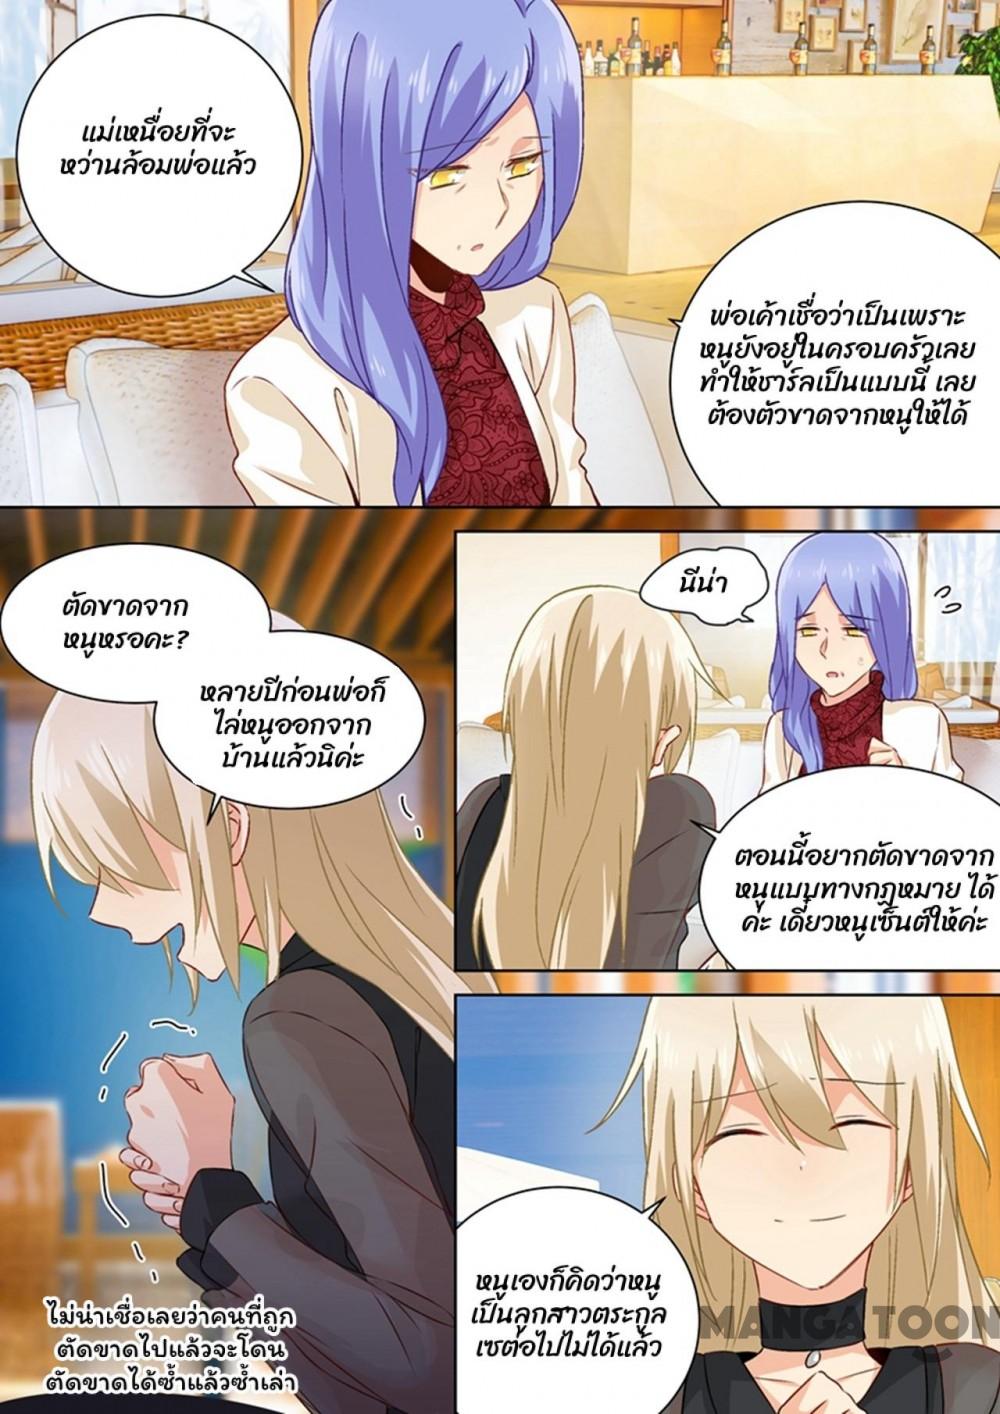 แม่เหนื่อยที่จะ
หว่านล้อมพ่อแล้ว
พ่อเค้าเชื่อว่าเป็นเพราะ
หนูยังอยู่ในครอบครัวเลย
ทำให้ชาร์ลเป็นแบบนี้ เลย
ต้องตัวขาดจากหนูให้ได้
ตัดขาดจาก
หนูหรอคะ?
หลายปีก่อนพ่อก็
ไล่หนูออกจาก
บ้านแล้วนิค่ะ
นีน่า
ตอนนี้อยากตัดขาดจาก
หนูแบบทางกฎหมาย ได้
ค่ะ เดี๋ยวหนูเซ็นต์ให้ค่ะ
ไม่น่าเชื่อเลยว่าคนที่ถูก
ตัดขาดไปแล้วจะโดน
ตัดขาดได้ซ้ำแล้วซ้ำเล่า
หนูเองก็คิดว่าหนู
เป็นลูกสาวตระกูล
เซต่อไปไม่ได้แล้ว
MANGATOON